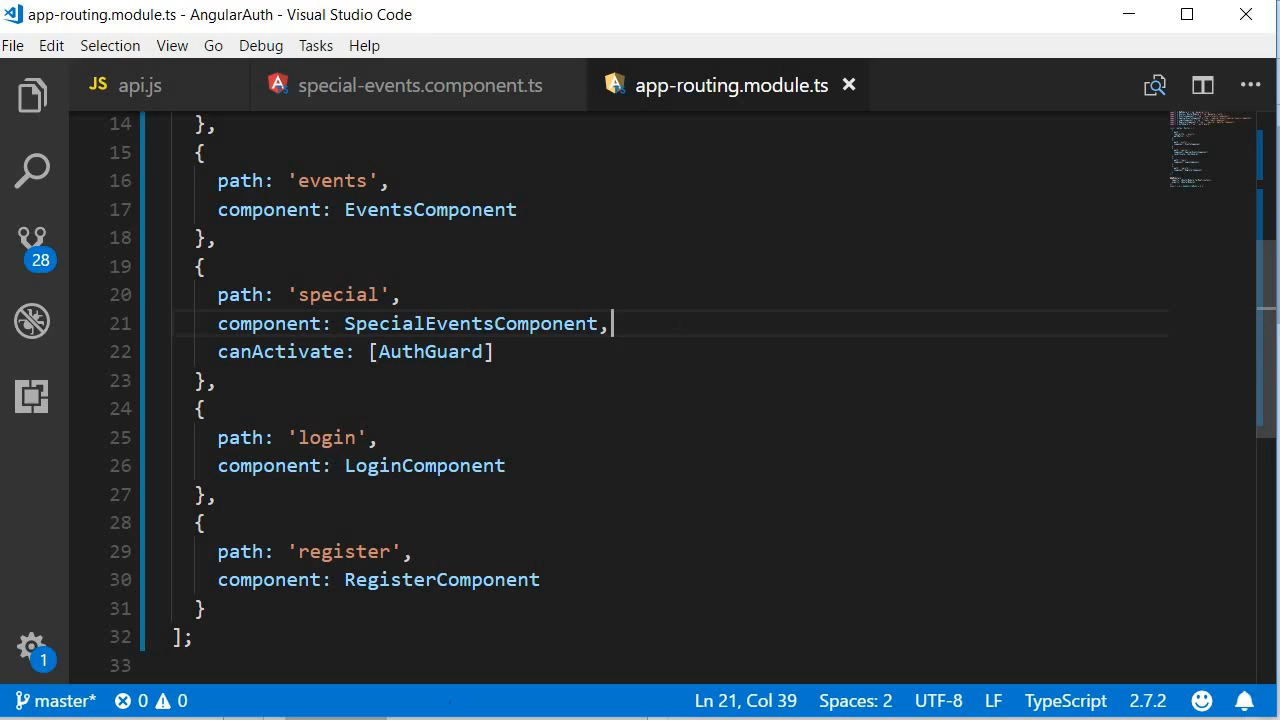 app-routing.module.ts - AngularAuth - Visual Studio Code
File Edit Selection View Go Debug Tasks Help
JS api.js special-events.component.ts app-routing.module.ts
14 },
15 {
16 path: 'events',
17 component: EventsComponent
18 },
19 {
20 path: 'special',
21 component: SpecialEventsComponent,
22 canActivate: [AuthGuard]
23 },
24 {
25 path: 'login',
26 component: LoginComponent
27 },
28 {
29 path: 'register',
30 component: RegisterComponent
31 }
32 ];
33
28
1
master* 0 0 Ln 21, Col 39 Spaces: 2 UTF-8 LF TypeScript 2.7.2